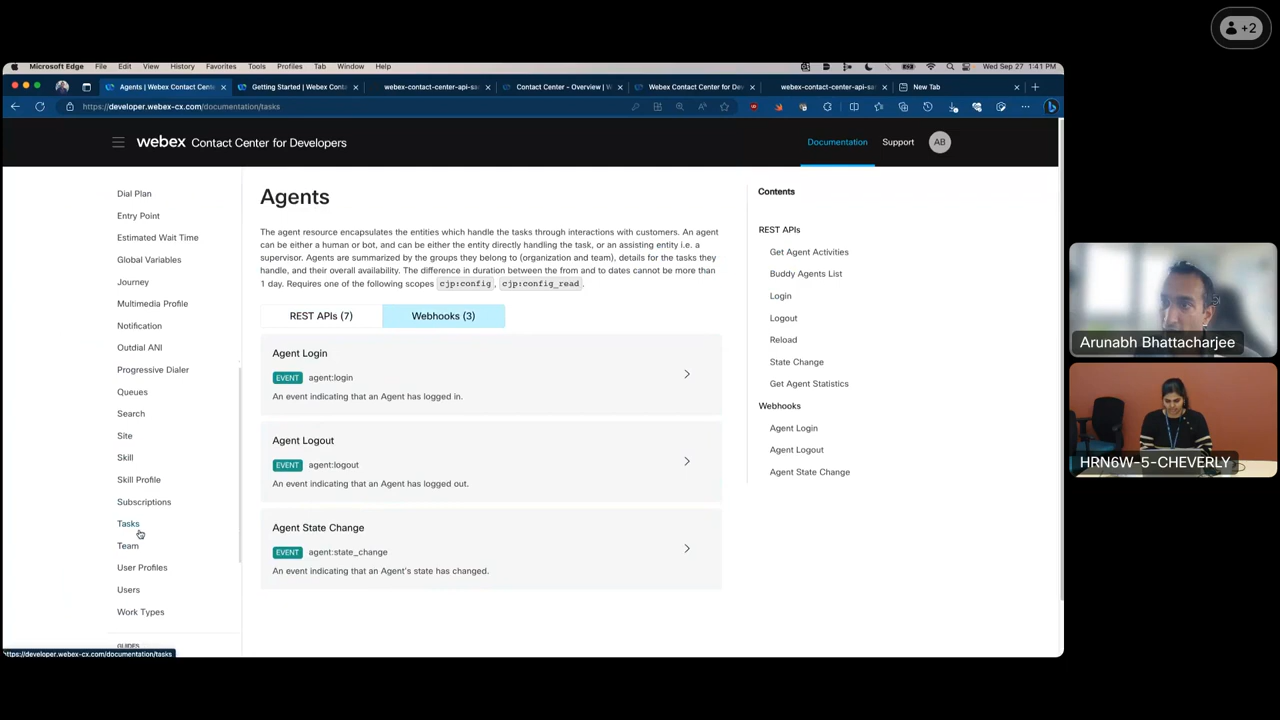 +2
Microsoft Edge File Edit View History Favorites Tools Profiles Tab Window Help
Wed Sep 27 1:41 PM
Agents | Webex Contact Cente
Getting Started | Webex Conta
webex-contact-center-api-sa
Contact Center - Overview | W
Webex Contact Center for Dev
webex-contact-center-api-sa
New Tab
https://developer.webex-cx.com/documentation/tasks
webex Contact Center for Developers
Documentation
Support
AB
Dial Plan
Entry Point
Estimated Wait Time
Global Variables
Journey
Multimedia Profile
Notification
Outdial ANI
Progressive Dialer
Queues
Search
Site
Skill
Skill Profile
Subscriptions
Tasks
Team
User Profiles
Users
Work Types
GUIDES
https://developer.webex-cx.com/documentation/tasks
Agents
The agent resource encapsulates the entities which handle the tasks through interactions with customers. An agent
can be either a human or bot, and can be either the entity directly handling the task, or an assisting entity i.e. a
supervisor. Agents are summarized by the groups they belong to (organization and team), details for the tasks they
handle, and their overall availability. The difference in duration between the from and to dates cannot be more than
1 day. Requires one of the following scopes cjp:config, cjp:config_read.
REST APIs (7)
Webhooks (3)
Agent Login
EVENT agent:login
An event indicating that an Agent has logged in.
Agent Logout
EVENT agent:logout
An event indicating that an Agent has logged out.
Agent State Change
EVENT agent:state_change
An event indicating that an Agent's state has changed.
Contents
REST APIs
Get Agent Activities
Buddy Agents List
Login
Logout
Reload
State Change
Get Agent Statistics
Webhooks
Agent Login
Agent Logout
Agent State Change
Arunabh Bhattacharjee
HRN6W-5-CHEVERLY